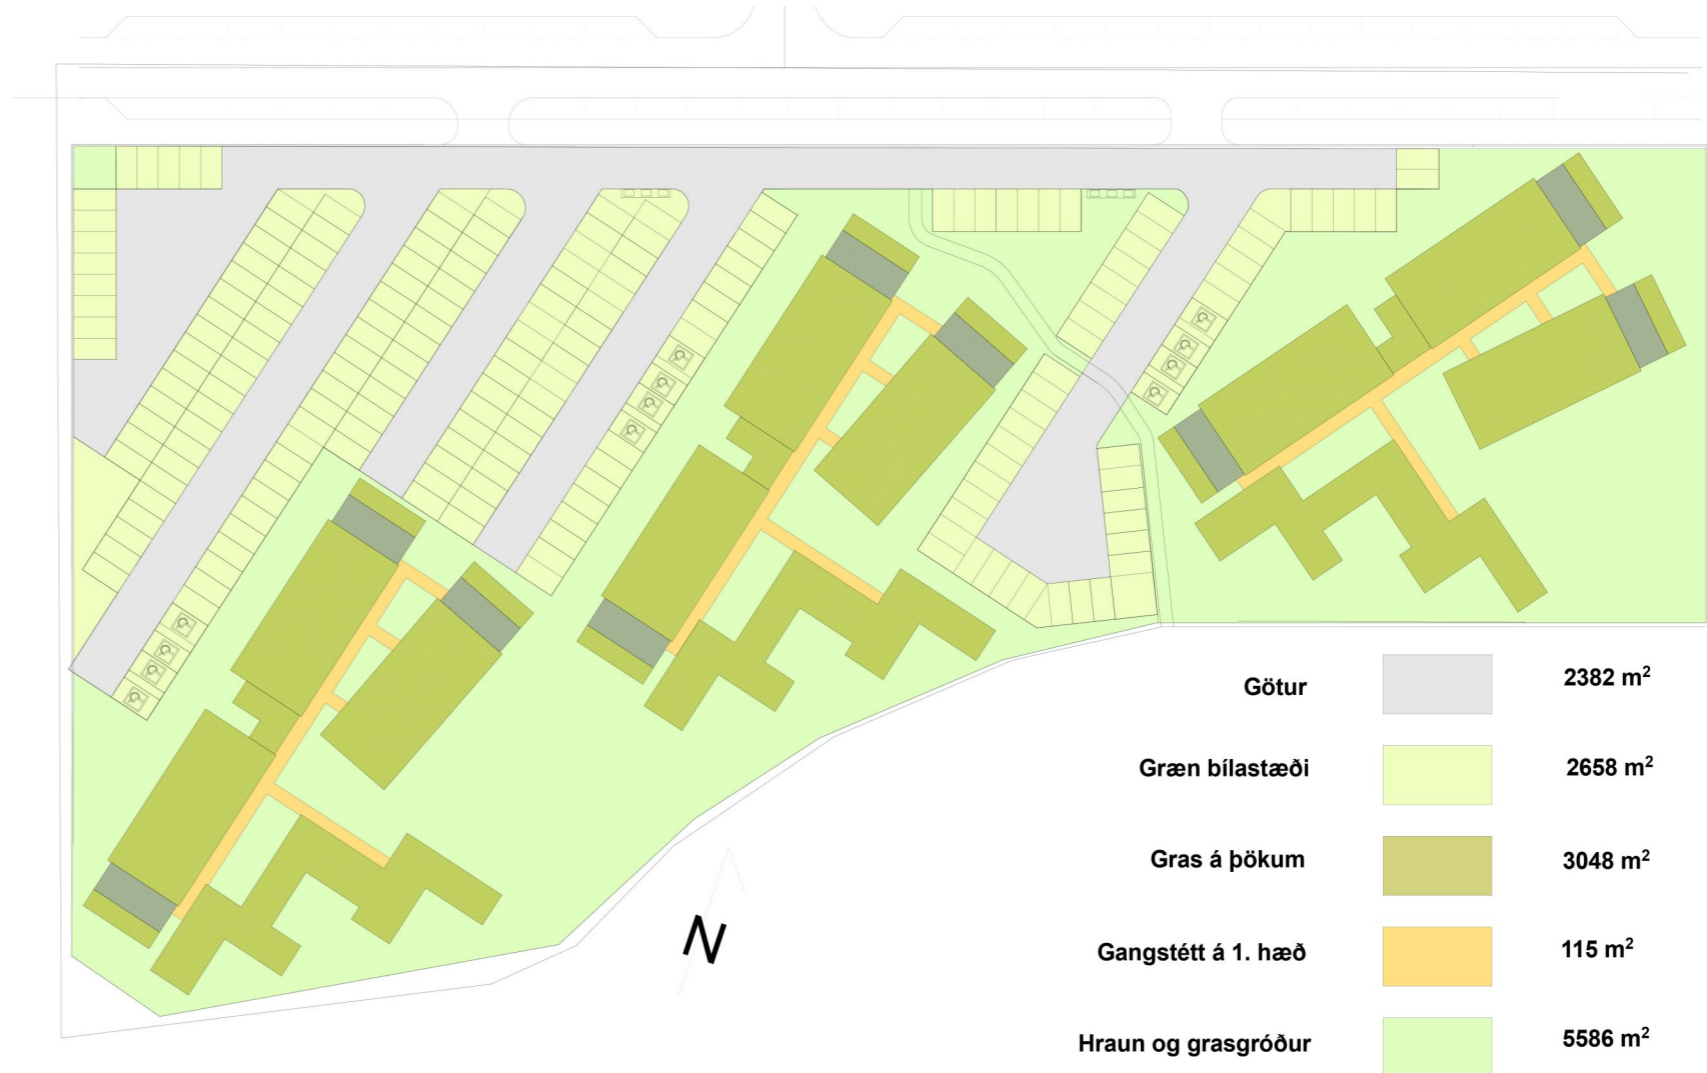 Götur 2382 m²
Græn bílastæði 2658 m²
Gras á þökum 3048 m²
N
Gangstétt á 1. hæð 115 m²
Hraun og grasgróður 5586 m²